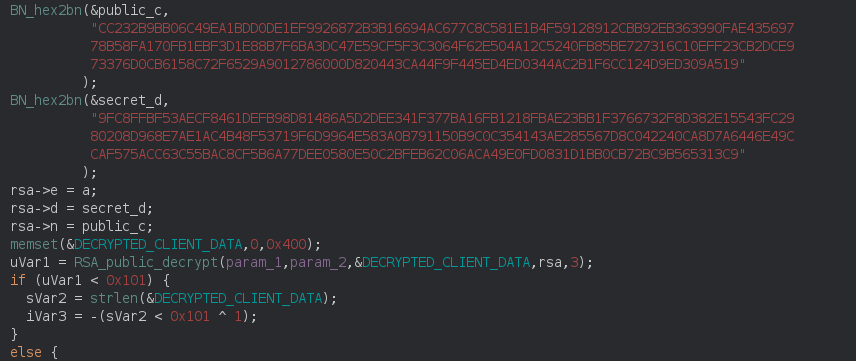 BN_hex2bn(&public_c,
"CC232B9BB06C49EA1BDD0DE1EF9926872B3B16694AC677C8C581E1B4F59128912CBB92EB363990FAE435697
78B58FA170FB1EBF3D1E88B7F6BA3DC47E59CF5F3C3064F62E504A12C5240FB85BE727316C10EFF23CB2DCE9
73376D0CB6158C72F6529A9012786000D820443CA44F9F445ED4ED0344AC2B1F6CC124D9ED309A519"
);
BN_hex2bn(&secret_d,
"9FC8FFBF53AECF8461DEFB98D81486A5D2DEE341F377BA16FB1218FBAE23BB1F3766732F8D382E15543FC29
80208D968E7AE1AC4B48F53719F6D9964E583A0B791150B9C0C354143AE285567D8C042240CA8D7A6446E49C
CAF575ACC63C55BAC8CF5B6A77DEE0580E50C2BFEB62C06ACA49E0FD0831D1BB0CB72BC9B565313C9"
);
rsa->e = a;
rsa->d = secret_d;
rsa->n = public_c;
memset(&DECRYPTED_CLIENT_DATA,0,0x400);
uVar1 = RSA_public_decrypt(param_1,param_2,&DECRYPTED_CLIENT_DATA,rsa,3);
if (uVar1 < 0x101) {
sVar2 = strlen(&DECRYPTED_CLIENT_DATA);
iVar3 = -(sVar2 < 0x101 ^ 1);
}
else {